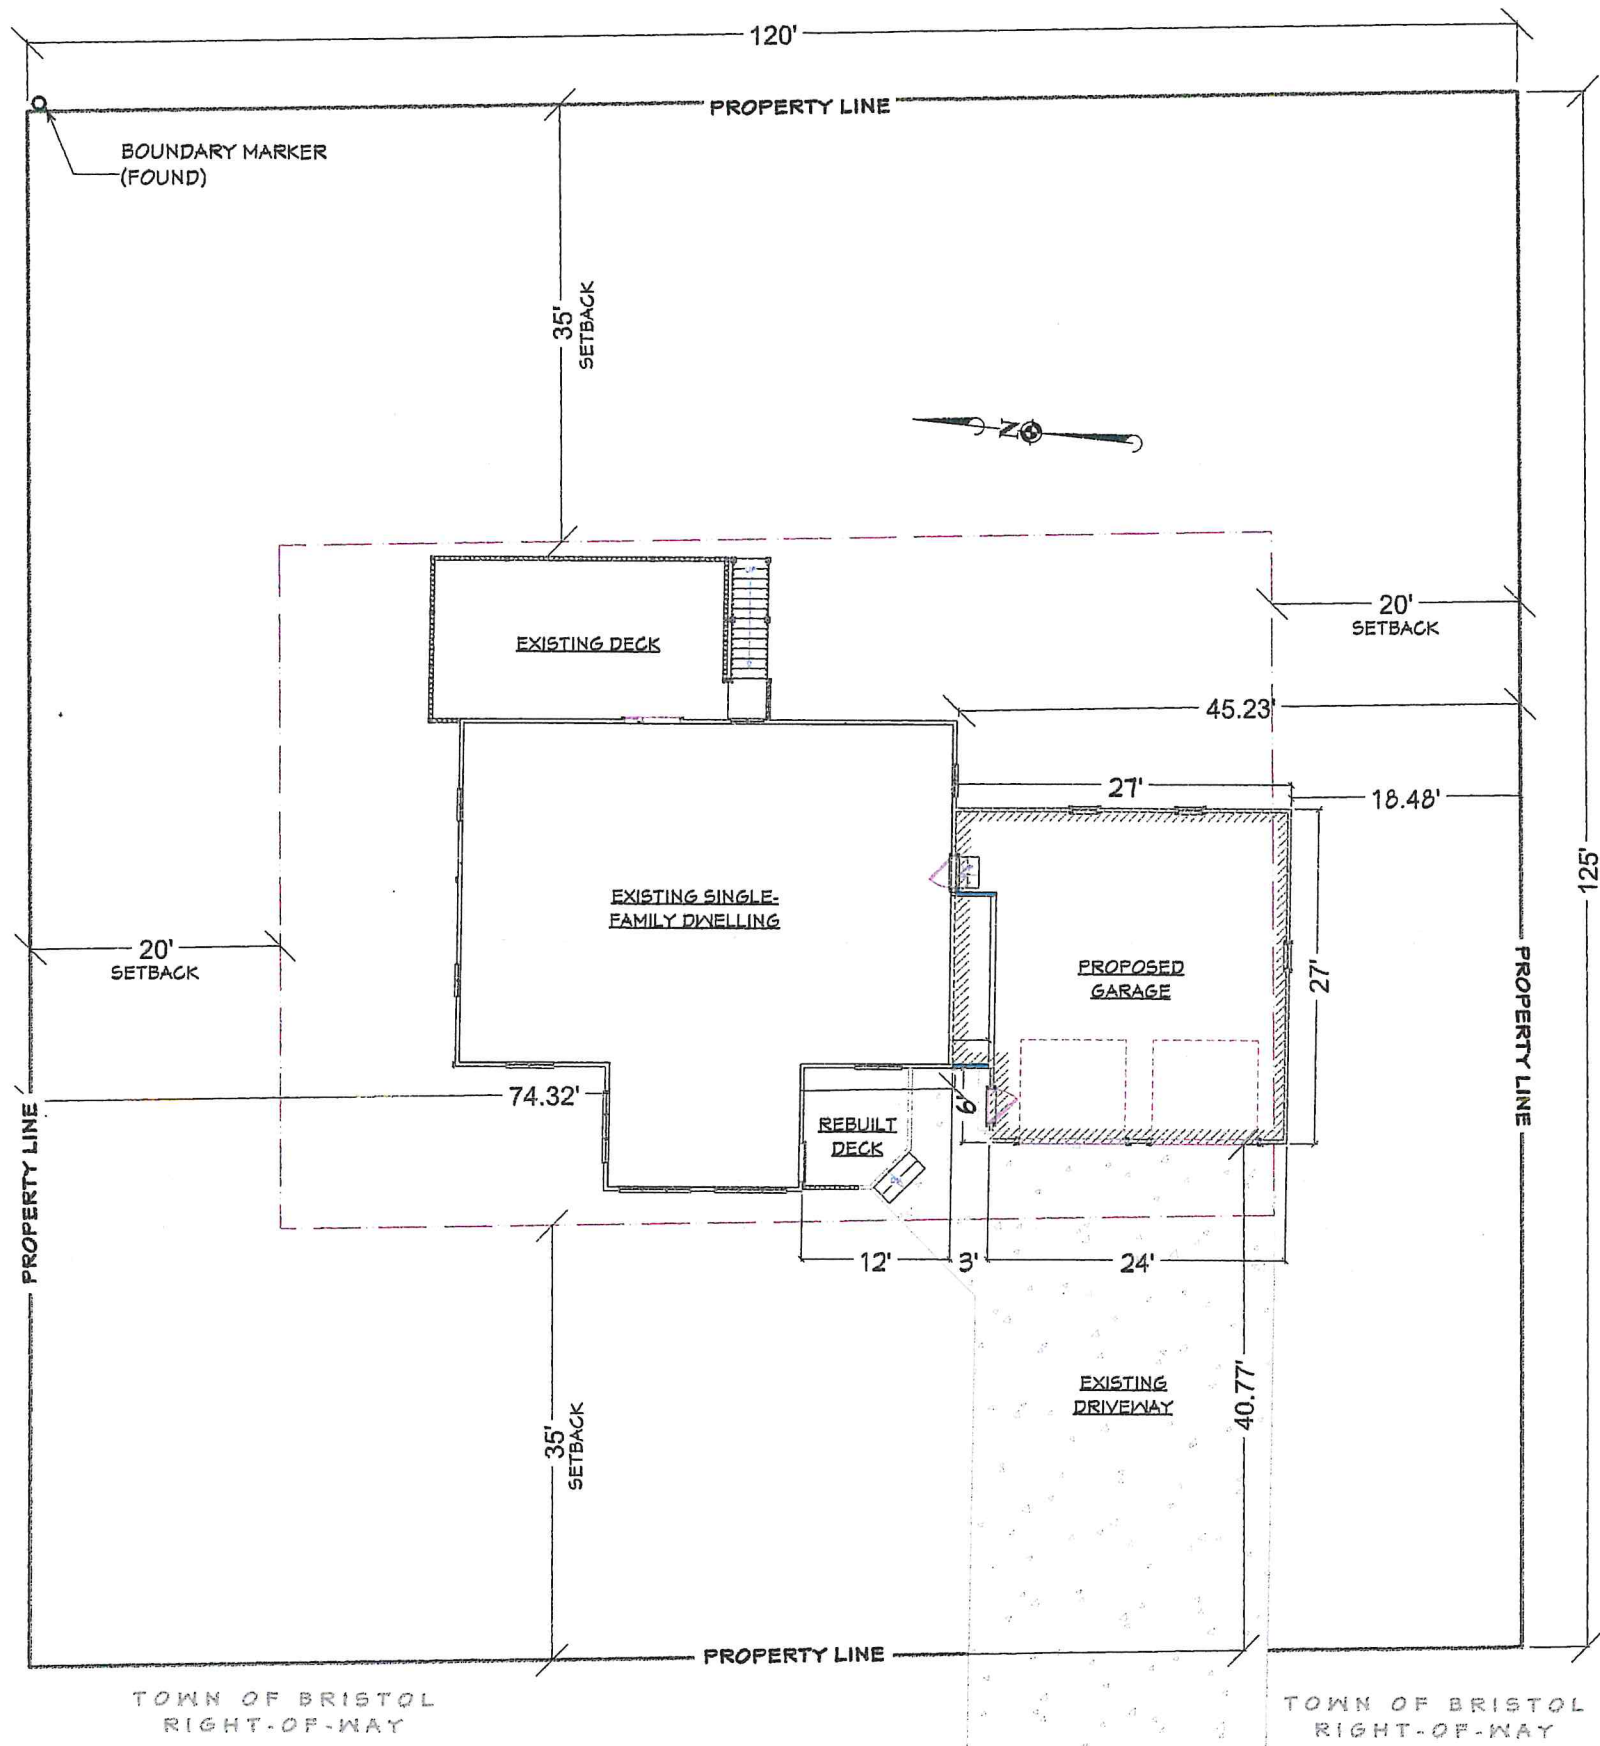 120'
PROPERTY LINE
BOUNDARY MARKER
(FOUND)
35'
SETBACK
N
20'
SETBACK
EXISTING DECK
45.23'
27'
18.48'
125'
EXISTING SINGLE-
FAMILY DWELLING
20'
SETBACK
PROPOSED
GARAGE
27'
PROPERTY LINE
74.32'
6'
REBUILT
DECK
PROPERTY LINE
12'
3'
24'
EXISTING
DRIVEWAY
40.77'
35'
SETBACK
PROPERTY LINE
TOWN OF BRISTOL
RIGHT-OF-WAY
TOWN OF BRISTOL
RIGHT-OF-WAY